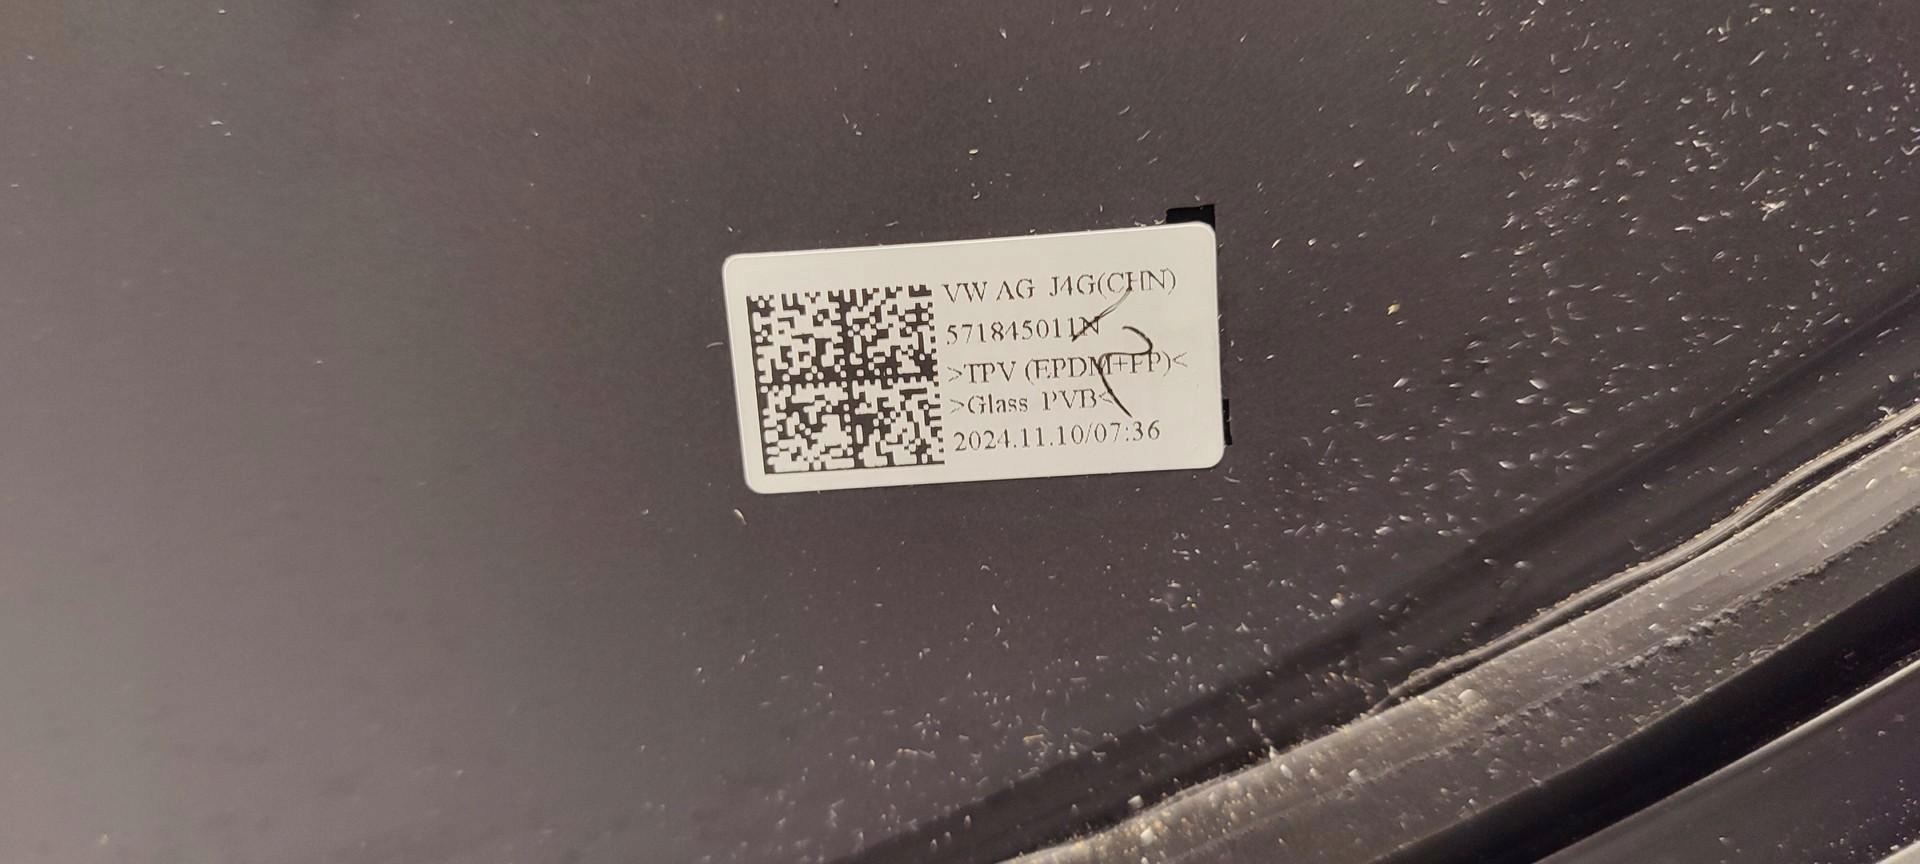 VW AG J4G(CHN)
571845011N
>TPV (EPDM+PP)<
>Glass PVB<
2024.11.10/07:36